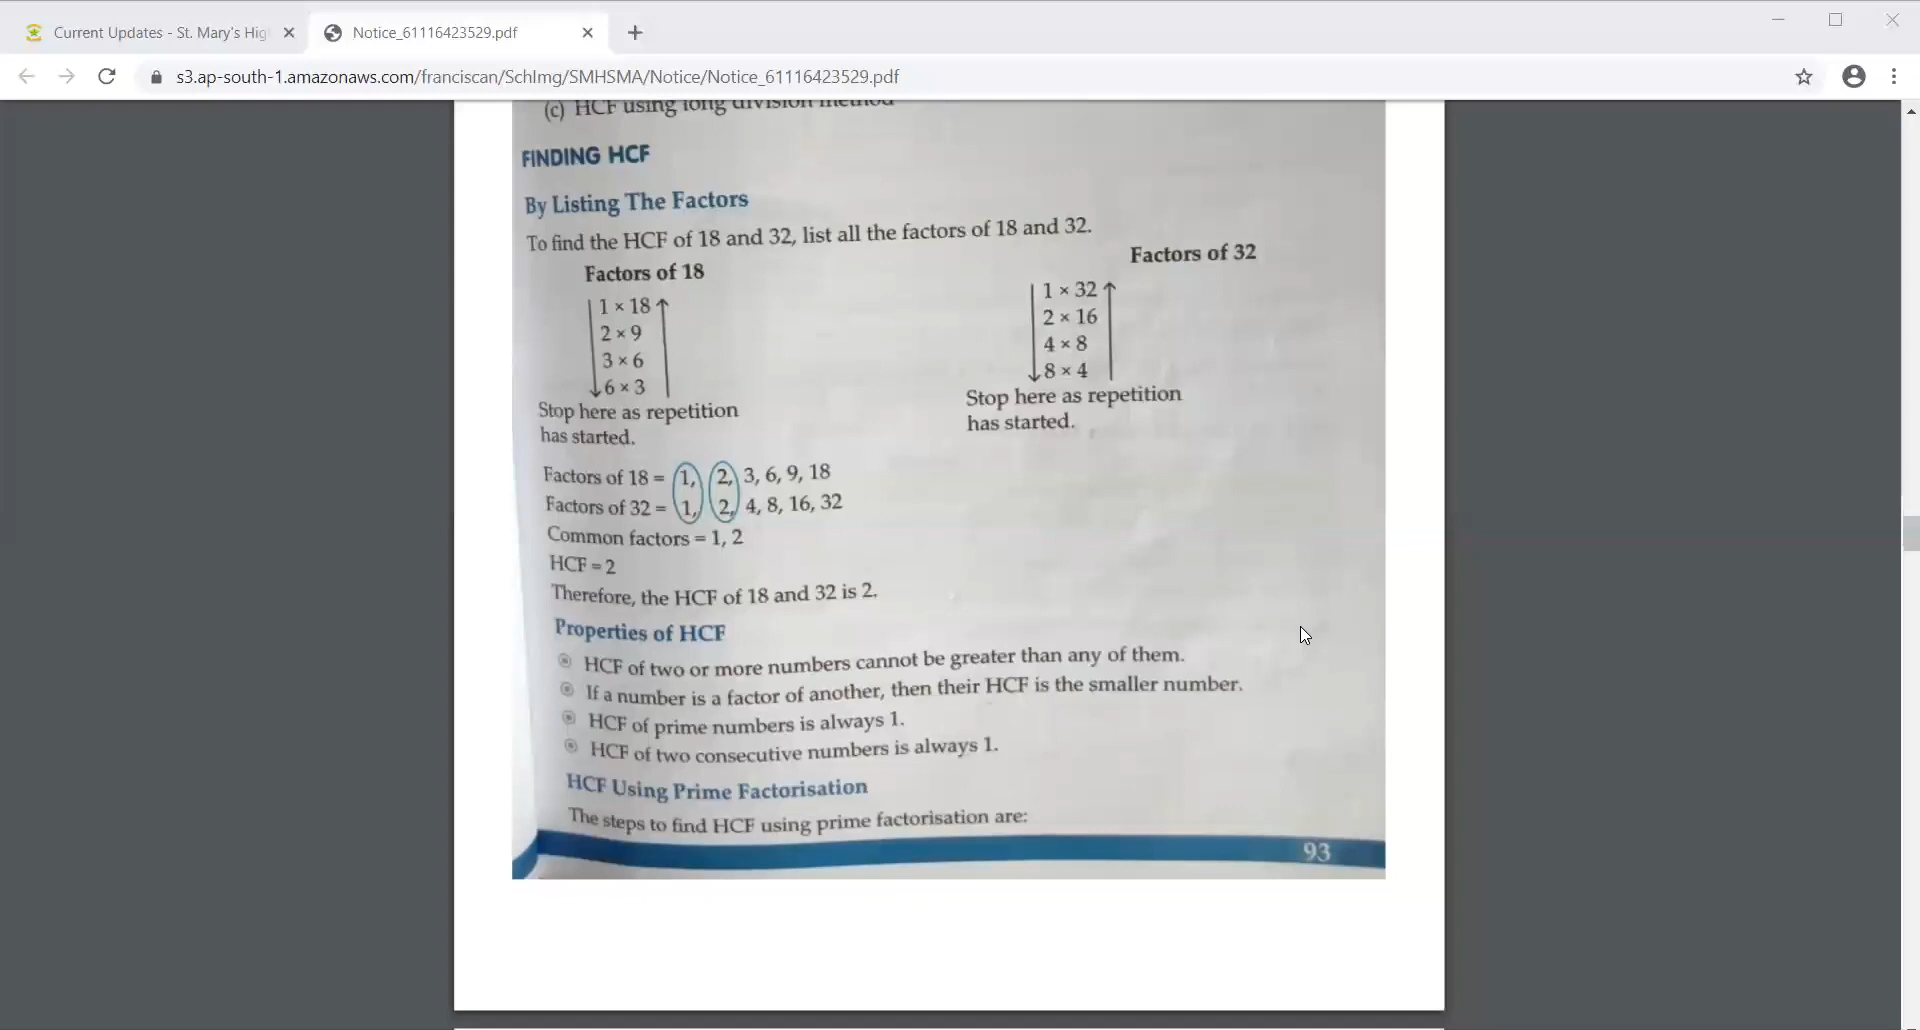 Current Updates - St. Mary's Hig
Notice_61116423529.pdf
s3.ap-south-1.amazonaws.com/franciscan/SchImg/SMHSMA/Notice/Notice_61116423529.pdf
(c) HCF using long division method
FINDING HCF
By Listing The Factors
To find the HCF of 18 and 32, list all the factors of 18 and 32.
Factors of 18
1 × 18
2 × 9
3 × 6
6 × 3
Stop here as repetition
has started.
Factors of 32
1 × 32
2 × 16
4 × 8
8 × 4
Stop here as repetition
has started.
Factors of 18 = 1, 2, 3, 6, 9, 18
Factors of 32 = 1, 2, 4, 8, 16, 32
Common factors = 1, 2
HCF = 2
Therefore, the HCF of 18 and 32 is 2.
Properties of HCF
HCF of two or more numbers cannot be greater than any of them.
If a number is a factor of another, then their HCF is the smaller number.
HCF of prime numbers is always 1.
HCF of two consecutive numbers is always 1.
HCF Using Prime Factorisation
The steps to find HCF using prime factorisation are:
93